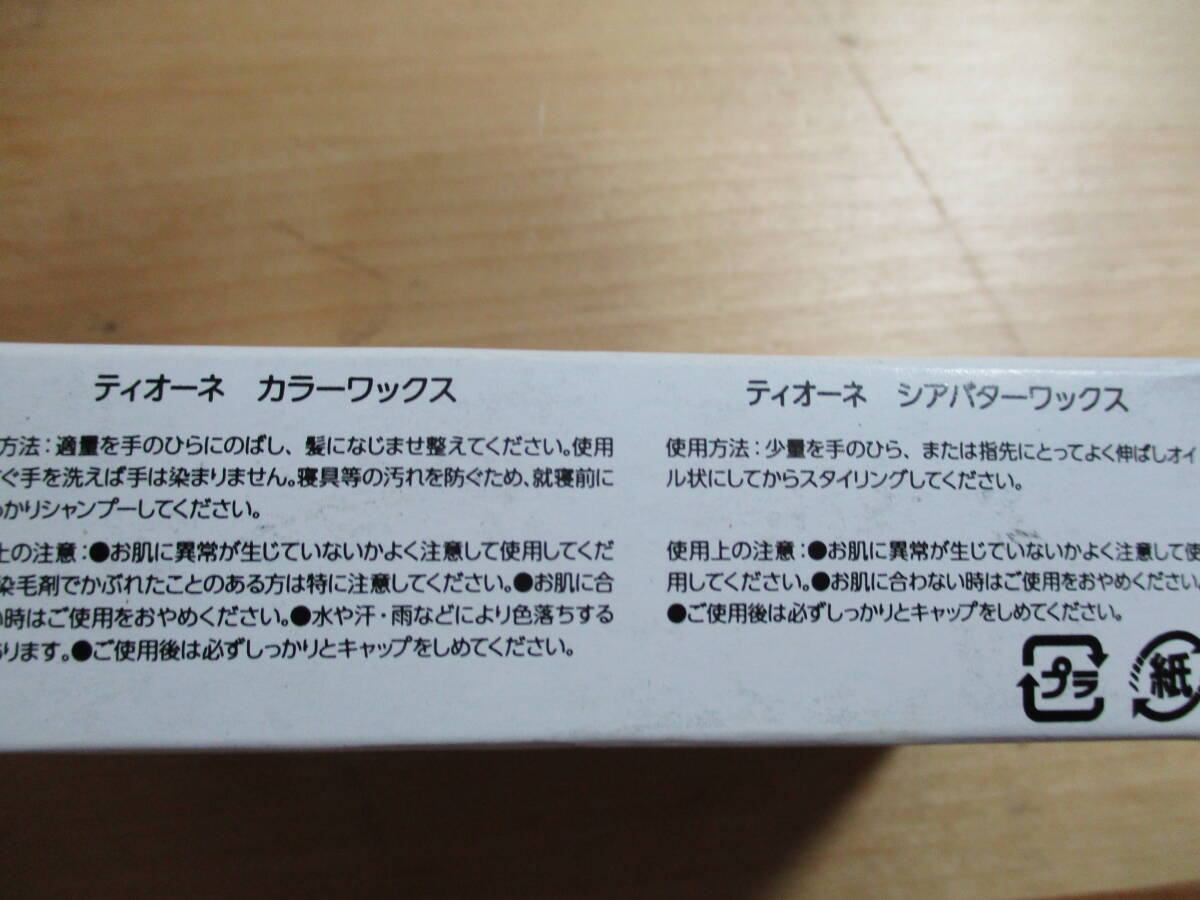 ティオーネ カラーワックス
方法：適量を手のひらにのばし、髪になじませ整えてください。使用
ぐ手を洗えば手は染まりません。寝具等の汚れを防ぐため、就寝前に
かりシャンプーしてください。
上の注意：●お肌に異常が生じていないかよく注意して使用してくだ
染毛剤でかぶれたことのある方は特に注意してください。●お肌に合
い時はご使用をおやめください。●水や汗・雨などにより色落ちする
ります。●ご使用後は必ずしっかりとキャップをしめてください。
ティオーネ シアバターワックス
使用方法：少量を手のひら、または指先にとってよく伸ばしオイ
ル状にしてからスタイリングしてください。
使用上の注意：●お肌に異常が生じていないかよく注意して使
用してください。●お肌に合わない時はご使用をおやめください。
●ご使用後は必ずしっかりとキャップをしめてください。
プラ
紙